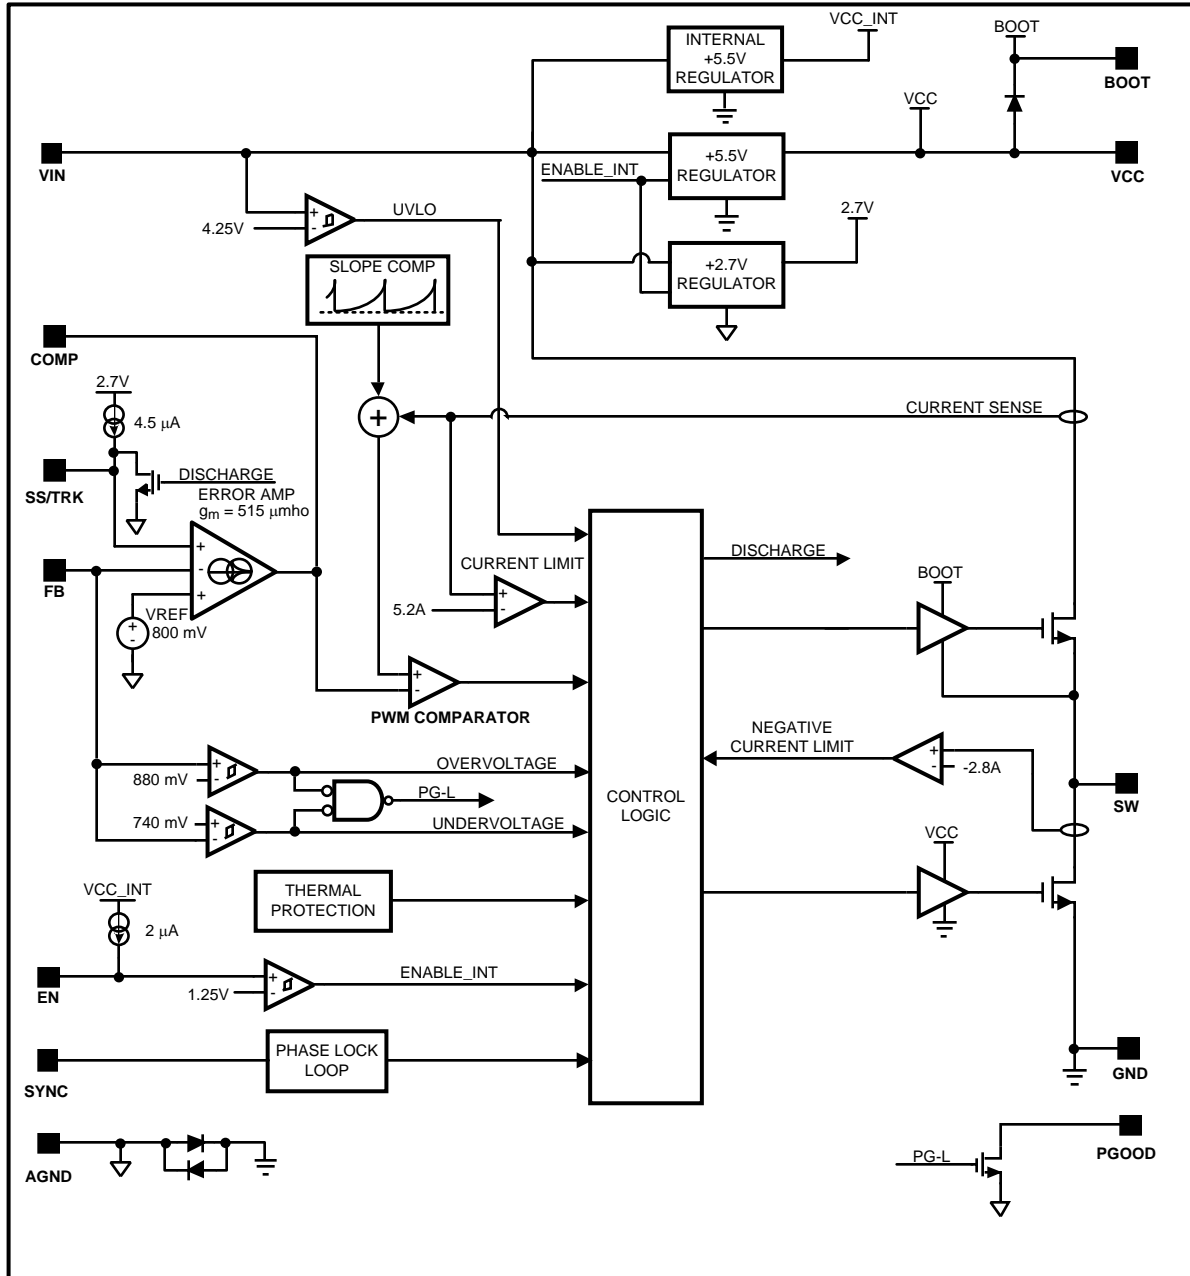 VCC_INT
BOOT
INTERNAL
+5.5V
REGULATOR
BOOT
VCC
VIN
+5.5V
REGULATOR
VCC
ENABLE_INT
+
-
UVLO
4.25V
2.7V
SLOPE COMP
+2.7V
REGULATOR
COMP
2.7V
4.5 µA
+
CURRENT SENSE
SS/TRK
DISCHARGE
ERROR AMP
gm = 515 µmho
+
-
+
FB
VREF
800 mV
+
-
CURRENT LIMIT
+
-
5.2A
DISCHARGE
BOOT
+
-
PWM COMPARATOR
NEGATIVE
CURRENT LIMIT
+
-
-2.8A
SW
+
-
880 mV
OVERVOLTAGE
PG-L
CONTROL
LOGIC
740 mV
+
-
UNDERVOLTAGE
VCC
VCC_INT
2 µA
THERMAL
PROTECTION
EN
+
-
1.25V
ENABLE_INT
SYNC
PHASE LOCK
LOOP
GND
AGND
PG-L
PGOOD